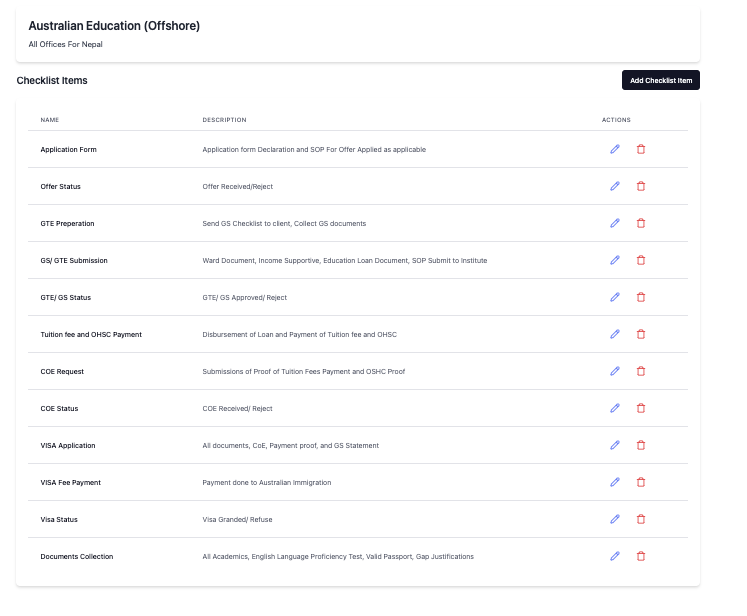 Australian Education (Offshore)
All Offices For Nepal
Checklist Items
Add Checklist Item
NAME DESCRIPTION ACTIONS
Application Form Application form Declaration and SOP For Offer Applied as applicable
Offer Status Offer Received/Reject
GTE Preperation Send GS Checklist to client, Collect GS documents
GS/ GTE Submission Ward Document, Income Supportive, Education Loan Document, SOP Submit to Institute
GTE/ GS Status GTE/ GS Approved/ Reject
Tuition fee and OHSC Payment Disbursement of Loan and Payment of Tuition fee and OHSC
COE Request Submissions of Proof of Tuition Fees Payment and OSHC Proof
COE Status COE Received/ Reject
VISA Application All documents, CoE, Payment proof, and GS Statement
VISA Fee Payment Payment done to Australian Immigration
Visa Status Visa Granded/ Refuse
Documents Collection All Academics, English Language Proficiency Test, Valid Passport, Gap Justifications